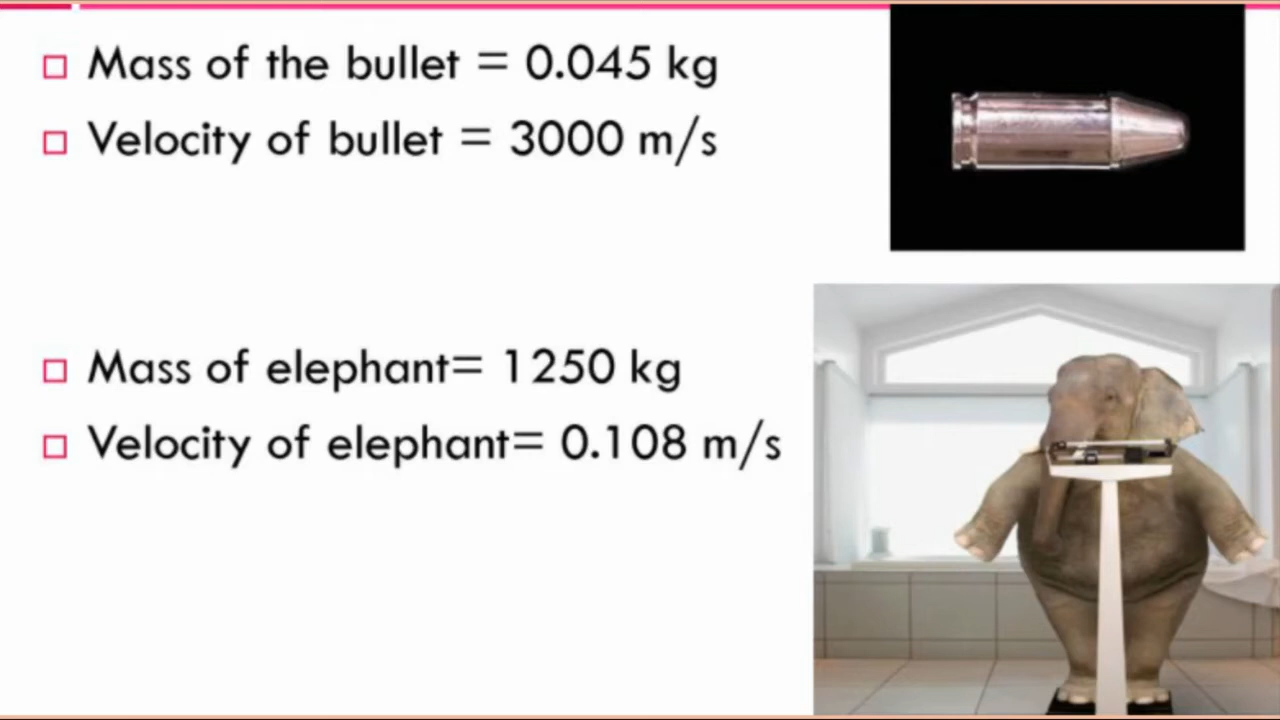 Mass of the bullet = 0.045 kg
Velocity of bullet = 3000 m/s
Mass of elephant= 1250 kg
Velocity of elephant= 0.108 m/s